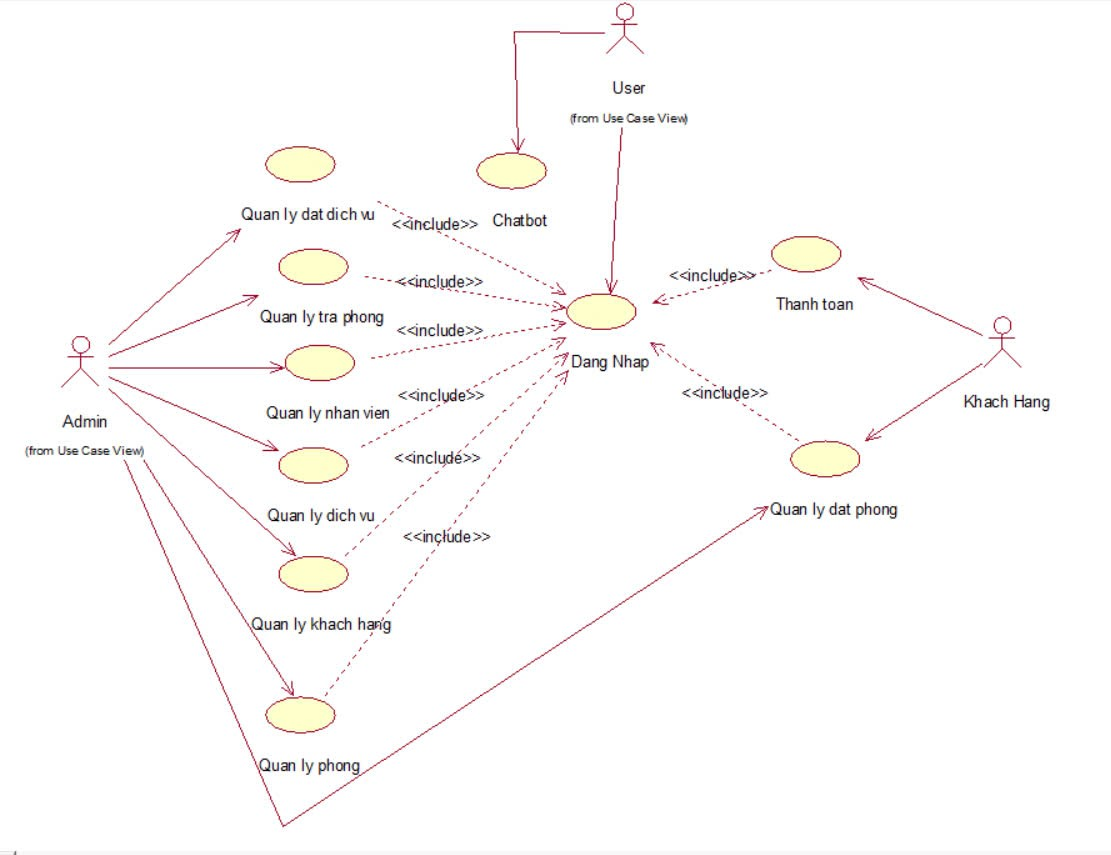 User
(from Use Case View)
Quan ly dat dich vu
<<include>>
Chatbot
<<include>>
<<include>>
Quan ly tra phong
Thanh toan
<<include>>
Dang Nhap
Quan ly nhan vien
<<include>>
<<include>>
Khach Hang
Admin
(from Use Case View)
<<include>>
Quan ly dich vu
Quan ly dat phong
<<include>>
Quan ly khach hang
Quan ly phong